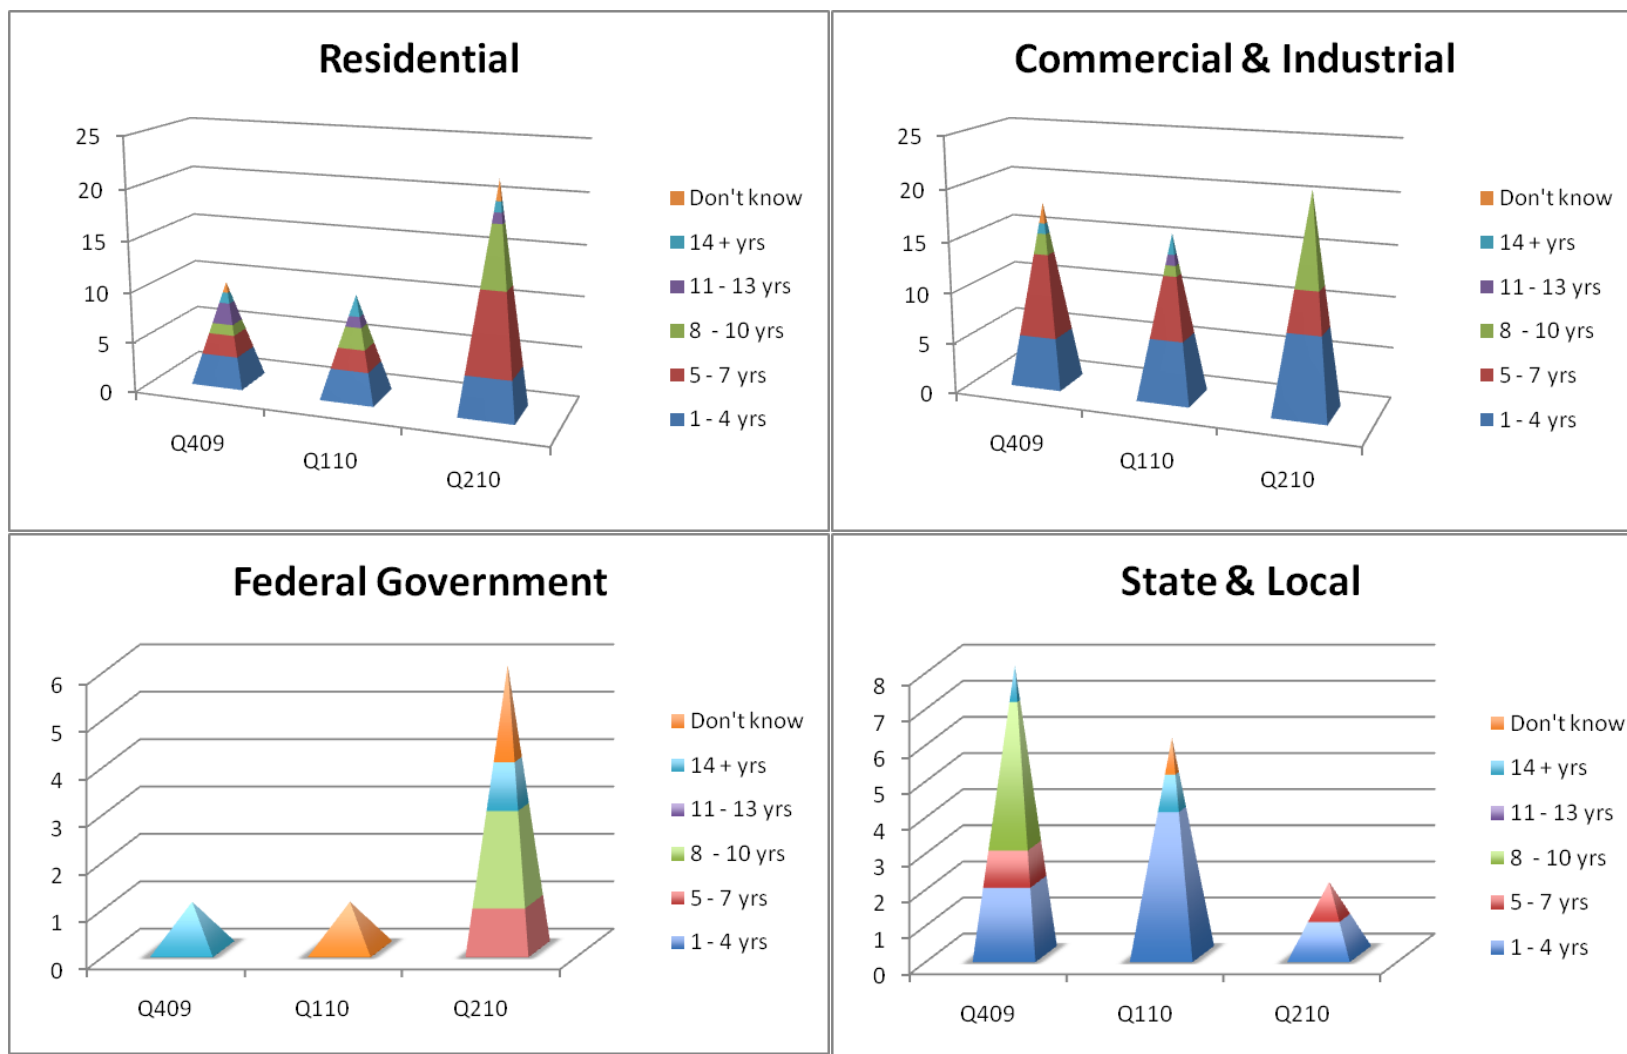 Residential
25
20
15
10
5
0
Q409
Q110
Q210
Don't know
14 + yrs
11 - 13 yrs
8 - 10 yrs
5 - 7 yrs
1 - 4 yrs
Commercial & Industrial
25
20
15
10
5
0
Q409
Q110
Q210
Don't know
14 + yrs
11 - 13 yrs
8 - 10 yrs
5 - 7 yrs
1 - 4 yrs
Federal Government
6
5
4
3
2
1
0
Q409
Q110
Q210
Don't know
14 + yrs
11 - 13 yrs
8 - 10 yrs
5 - 7 yrs
1 - 4 yrs
State & Local
8
7
6
5
4
3
2
1
0
Q409
Q110
Q210
Don't know
14 + yrs
11 - 13 yrs
8 - 10 yrs
5 - 7 yrs
1 - 4 yrs